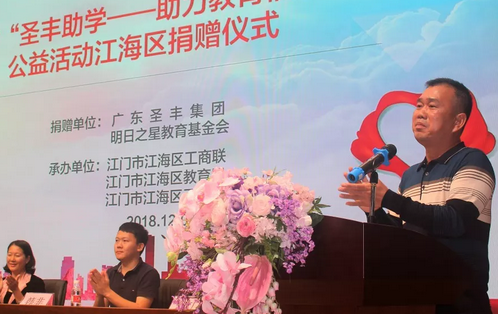 “圣丰助学——助力教育
公益活动江海区捐赠仪式
捐赠单位：广东圣丰集团
明日之星教育基金会
承办单位：江门市江海区工商联
江门市江海区教育
江门市江海区
2018.12